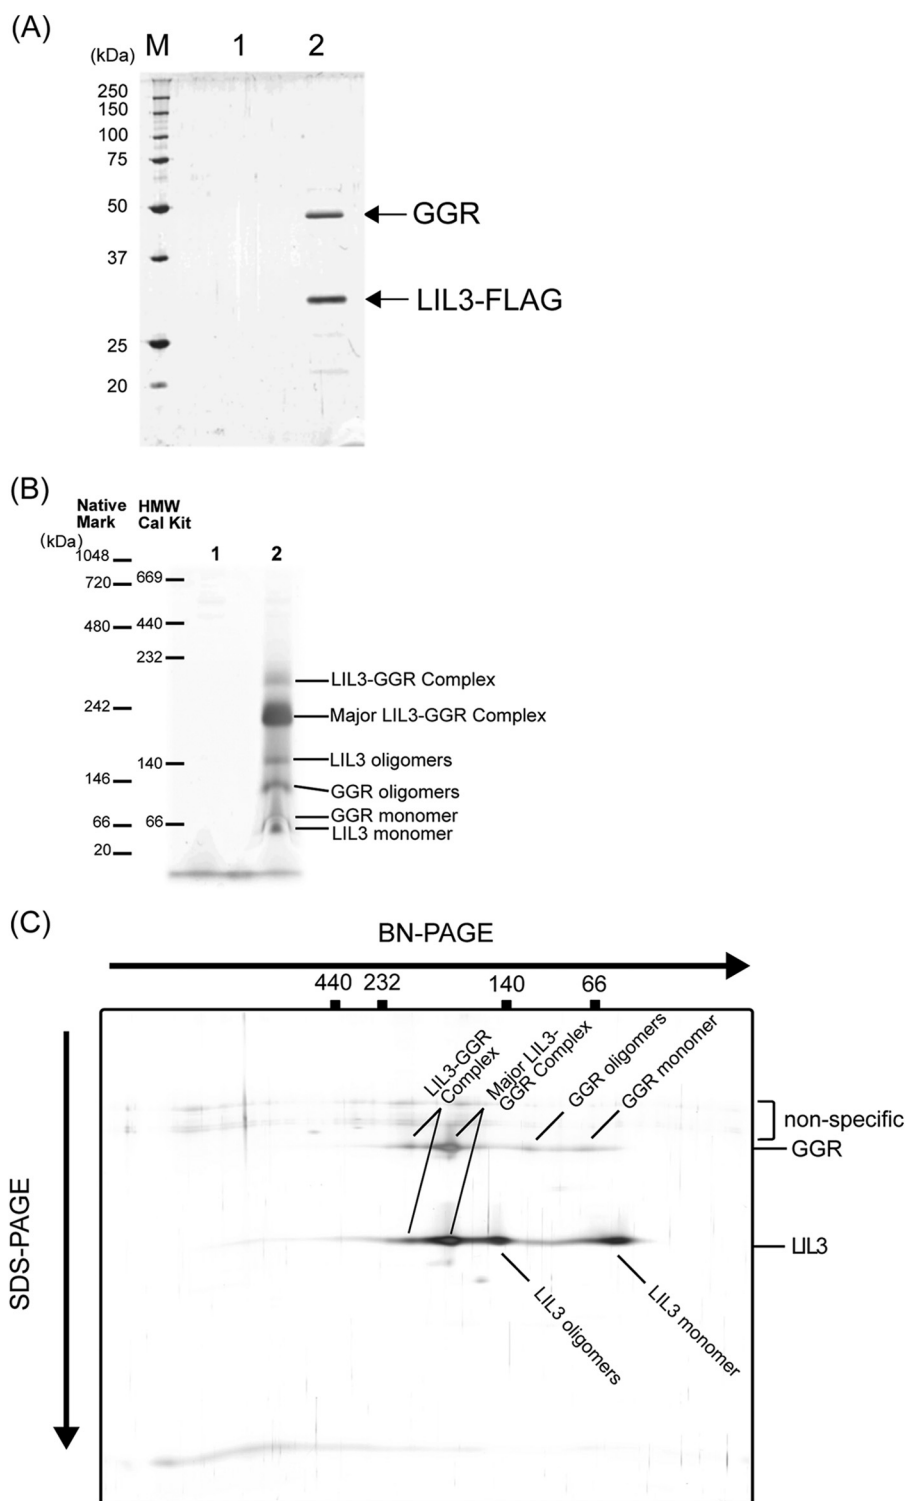 (A)
(kDa) M 1 2
250
150
100
75
50
37
25
20
GGR
LIL3-FLAG
(B)
Native HMW
Mark Cal Kit
(kDa)
1 2
1048
720
480
242
146
66
20
669
440
232
140
66
LIL3-GGR Complex
Major LIL3-GGR Complex
LIL3 oligomers
GGR oligomers
GGR monomer
LIL3 monomer
(C)
BN-PAGE
440 232 140 66
SDS-PAGE
LIL3-GGR
Complex
Major LIL3-
GGR Complex
GGR oligomers
GGR monomer
non-specific
GGR
LIL3
LIL3 oligomers
LIL3 monomer